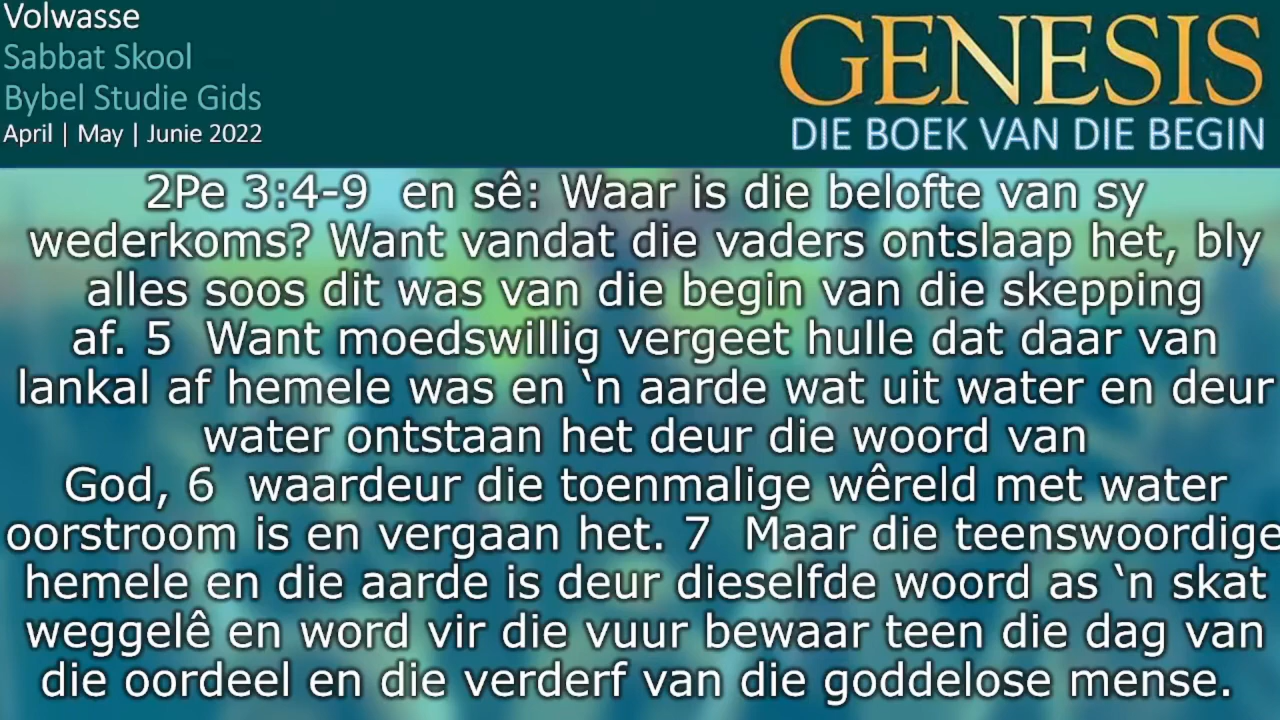 Volwasse
Sabbat Skool
Bybel Studie Gids
April | May | Junie 2022
GENESIS
DIE BOEK VAN DIE BEGIN
2Pe 3:4-9 en sê: Waar is die belofte van sy
wederkoms? Want vandat die vaders ontslaap het, bly
alles soos dit was van die begin van die skepping
af. 5 Want moedswillig vergeet hulle dat daar van
lankal af hemele was en ‘n aarde wat uit water en deur
water ontstaan het deur die woord van
God, 6 waardeur die toenmalige wêreld met water
oorstroom is en vergaan het. 7 Maar die teenswoordige
hemele en die aarde is deur dieselfde woord as ‘n skat
weggelê en word vir die vuur bewaar teen die dag van
die oordeel en die verderf van die goddelose mense.